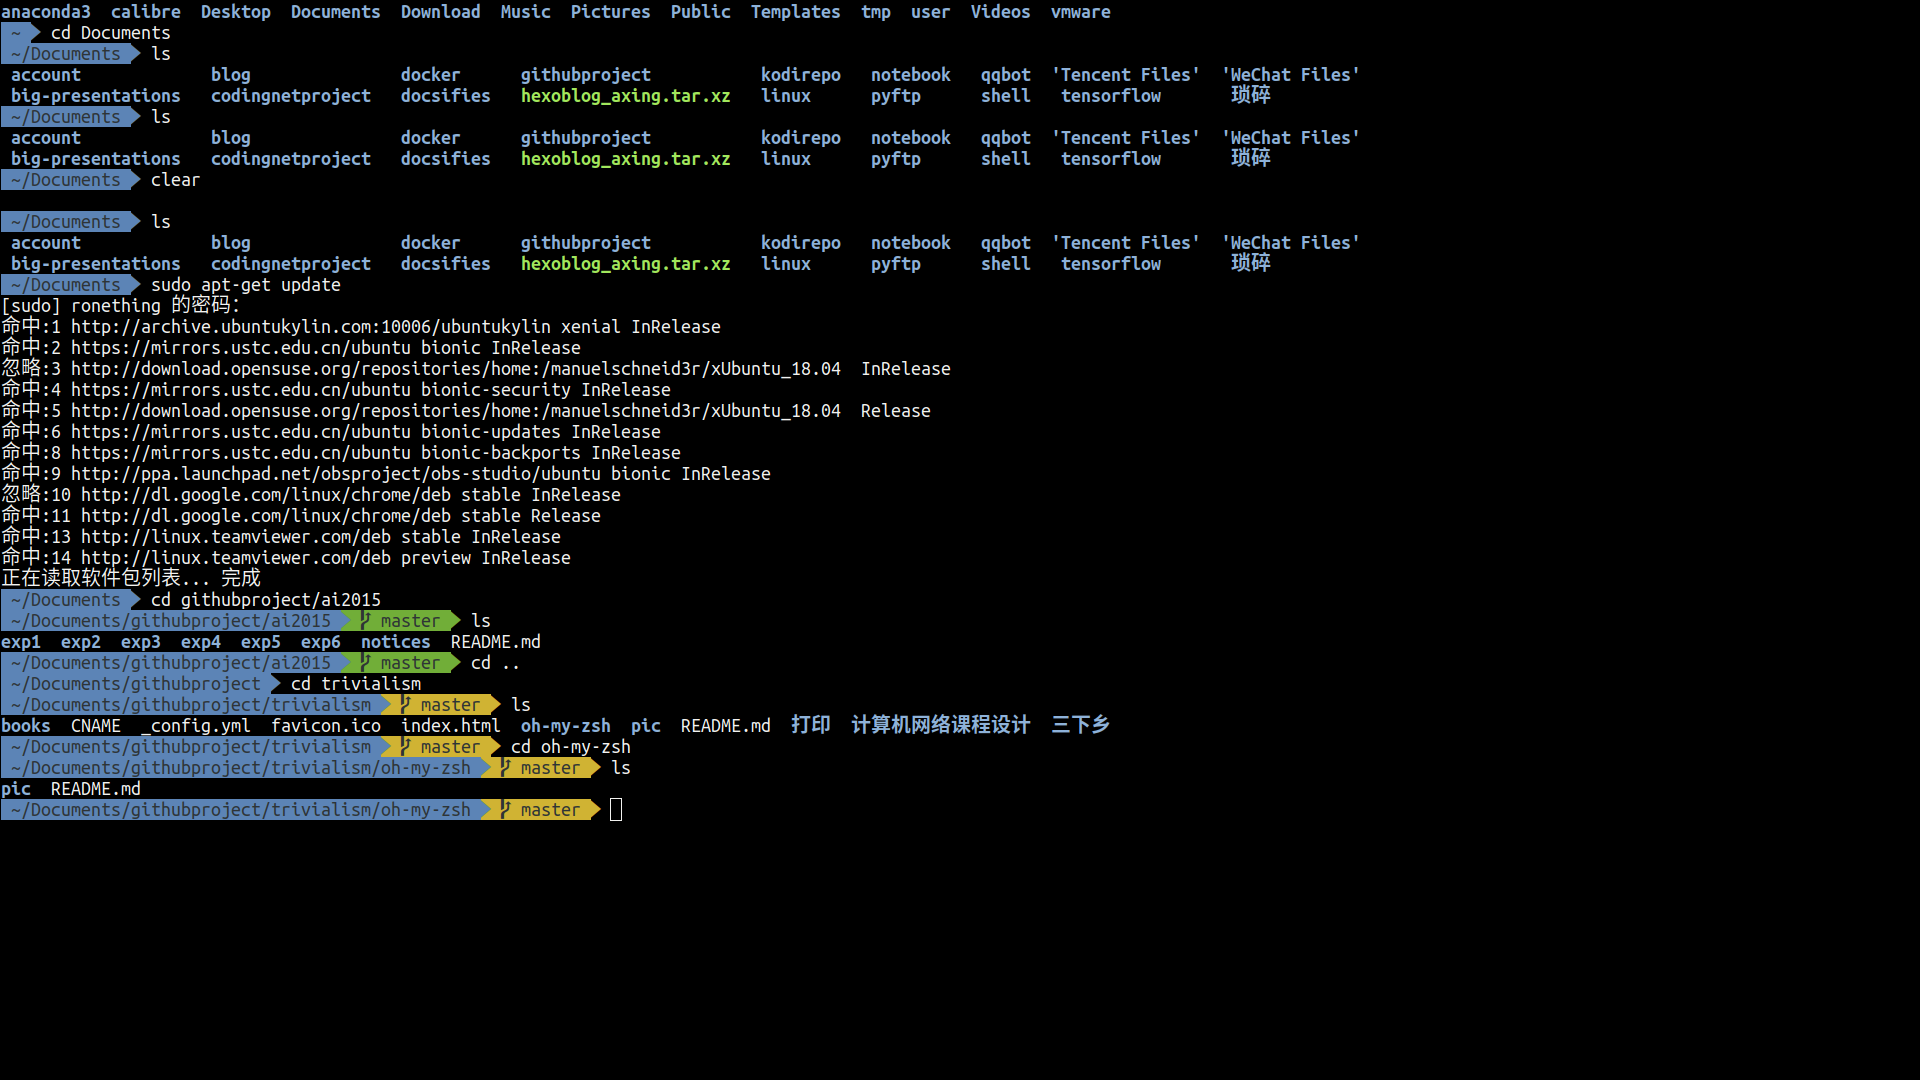 anaconda3  calibre  Desktop  Documents  Download  Music  Pictures  Public  Templates  tmp  user  Videos  vmware
~ cd Documents
~/Documents ls
account             blog               docker      githubproject           kodirepo   notebook   qqbot  'Tencent Files'  'WeChat Files'
big-presentations   codingnetproject   docsifies   hexoblog_axing.tar.xz   linux      pyftp      shell   tensorflow       琐碎
~/Documents ls
account             blog               docker      githubproject           kodirepo   notebook   qqbot  'Tencent Files'  'WeChat Files'
big-presentations   codingnetproject   docsifies   hexoblog_axing.tar.xz   linux      pyftp      shell   tensorflow       琐碎
~/Documents clear
~/Documents ls
account             blog               docker      githubproject           kodirepo   notebook   qqbot  'Tencent Files'  'WeChat Files'
big-presentations   codingnetproject   docsifies   hexoblog_axing.tar.xz   linux      pyftp      shell   tensorflow       琐碎
~/Documents sudo apt-get update
[sudo] ronething 的密码：
命中:1 http://archive.ubuntukylin.com:10006/ubuntukylin xenial InRelease
命中:2 https://mirrors.ustc.edu.cn/ubuntu bionic InRelease
忽略:3 http://download.opensuse.org/repositories/home:/manuelschneid3r/xUbuntu_18.04  InRelease
命中:4 https://mirrors.ustc.edu.cn/ubuntu bionic-security InRelease
命中:5 http://download.opensuse.org/repositories/home:/manuelschneid3r/xUbuntu_18.04  Release
命中:6 https://mirrors.ustc.edu.cn/ubuntu bionic-updates InRelease
命中:8 https://mirrors.ustc.edu.cn/ubuntu bionic-backports InRelease
命中:9 http://ppa.launchpad.net/obsproject/obs-studio/ubuntu bionic InRelease
忽略:10 http://dl.google.com/linux/chrome/deb stable InRelease
命中:11 http://dl.google.com/linux/chrome/deb stable Release
命中:13 http://linux.teamviewer.com/deb stable InRelease
命中:14 http://linux.teamviewer.com/deb preview InRelease
正在读取软件包列表... 完成
~/Documents cd githubproject/ai2015
~/Documents/githubproject/ai2015 master ls
exp1  exp2  exp3  exp4  exp5  exp6  notices  README.md
~/Documents/githubproject/ai2015 master cd ..
~/Documents/githubproject cd trivialism
~/Documents/githubproject/trivialism master ls
books  CNAME  _config.yml  favicon.ico  index.html  oh-my-zsh  pic  README.md  打印  计算机网络课程设计  三下乡
~/Documents/githubproject/trivialism master cd oh-my-zsh
~/Documents/githubproject/trivialism/oh-my-zsh master ls
pic  README.md
~/Documents/githubproject/trivialism/oh-my-zsh master